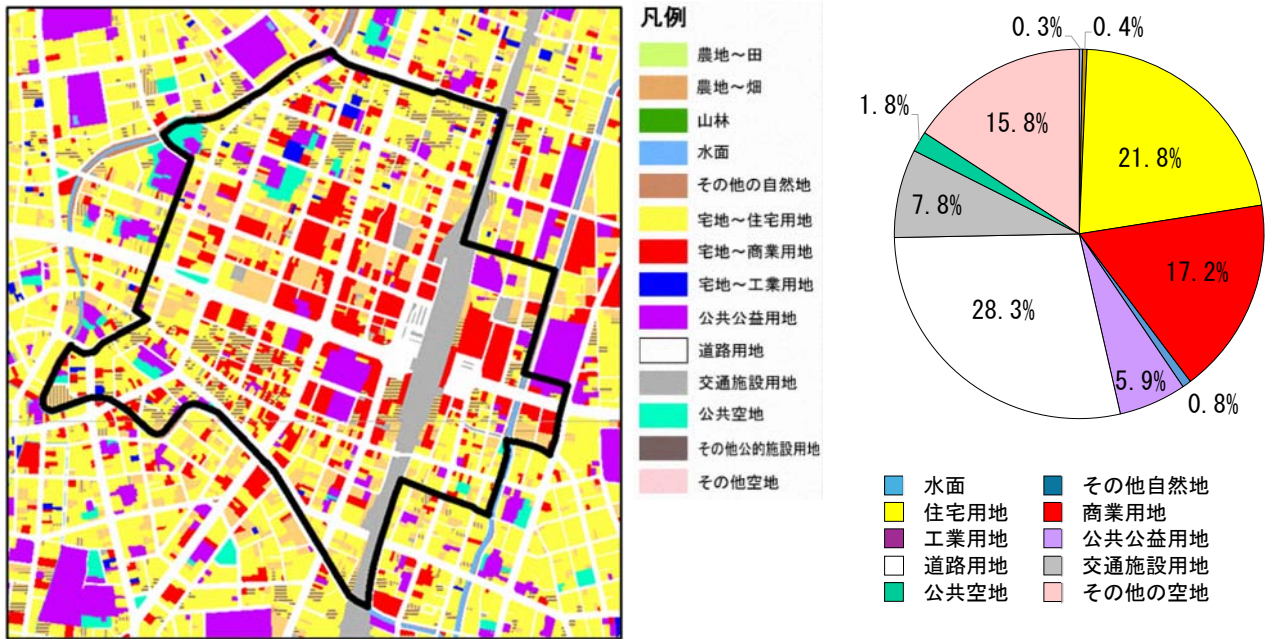 凡例
農地～田
農地～畑
山林
水面
その他の自然地
宅地～住宅用地
宅地～商業用地
宅地～工業用地
公共公益用地
道路用地
交通施設用地
公共空地
その他公的施設用地
その他空地
0.3%
0.4%
21.8%
17.2%
0.8%
5.9%
28.3%
7.8%
1.8%
15.8%
水面
その他自然地
住宅用地
商業用地
工業用地
公共公益用地
道路用地
交通施設用地
公共空地
その他の空地